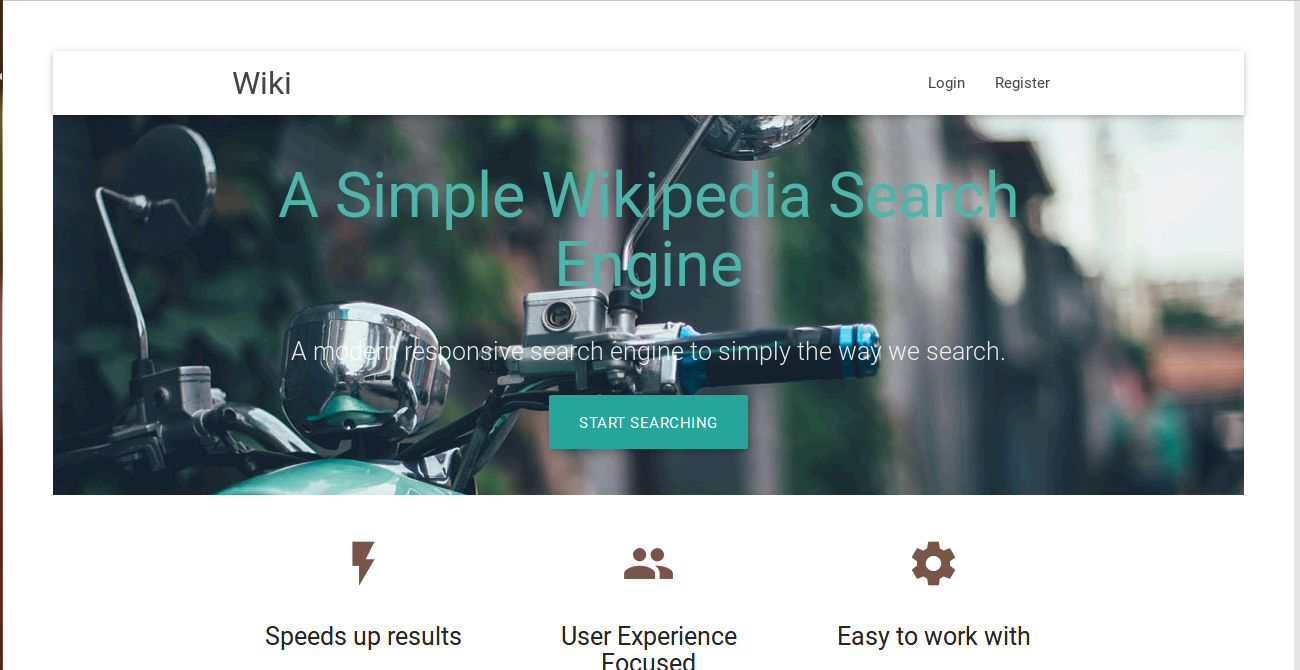 Wiki
Login Register
A Simple Wikipedia Search
Engine
A modern responsive search engine to simply the way we search.
START SEARCHING
Speeds up results
User Experience
Focused
Easy to work with